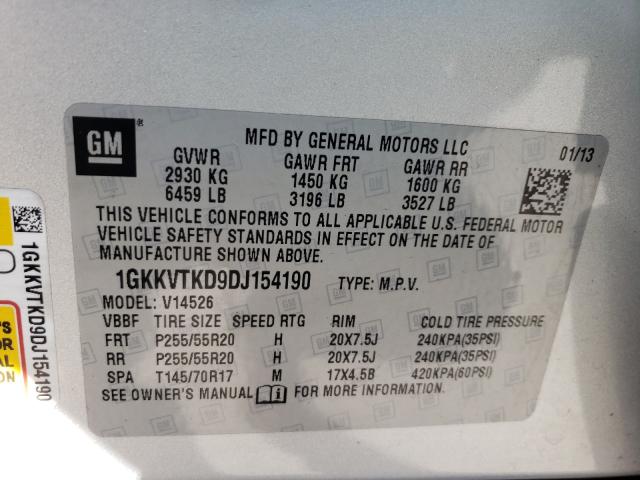 GM
MFD BY GENERAL MOTORS LLC
01/13
GVWR GAWR FRT GAWR RR
2930 KG 1450 KG 1600 KG
6459 LB 3196 LB 3527 LB
THIS VEHICLE CONFORMS TO ALL APPLICABLE U.S. FEDERAL MOTOR
VEHICLE SAFETY STANDARDS IN EFFECT ON THE DATE OF
MANUFACTURE SHOWN ABOVE.
1GKKVTKD9DJ154190 TYPE: M.P.V.
MODEL: V14526
VBBF TIRE SIZE SPEED RTG RIM COLD TIRE PRESSURE
FRT P255/55R20 H 20X7.5J 240KPA(35PSI)
RR P255/55R20 H 20X7.5J 240KPA(35PSI)
SPA T145/70R17 M 17X4.5B 420KPA(60PSI)
SEE OWNER'S MANUAL i FOR MORE INFORMATION.
1GKKVTKD9DJ154190